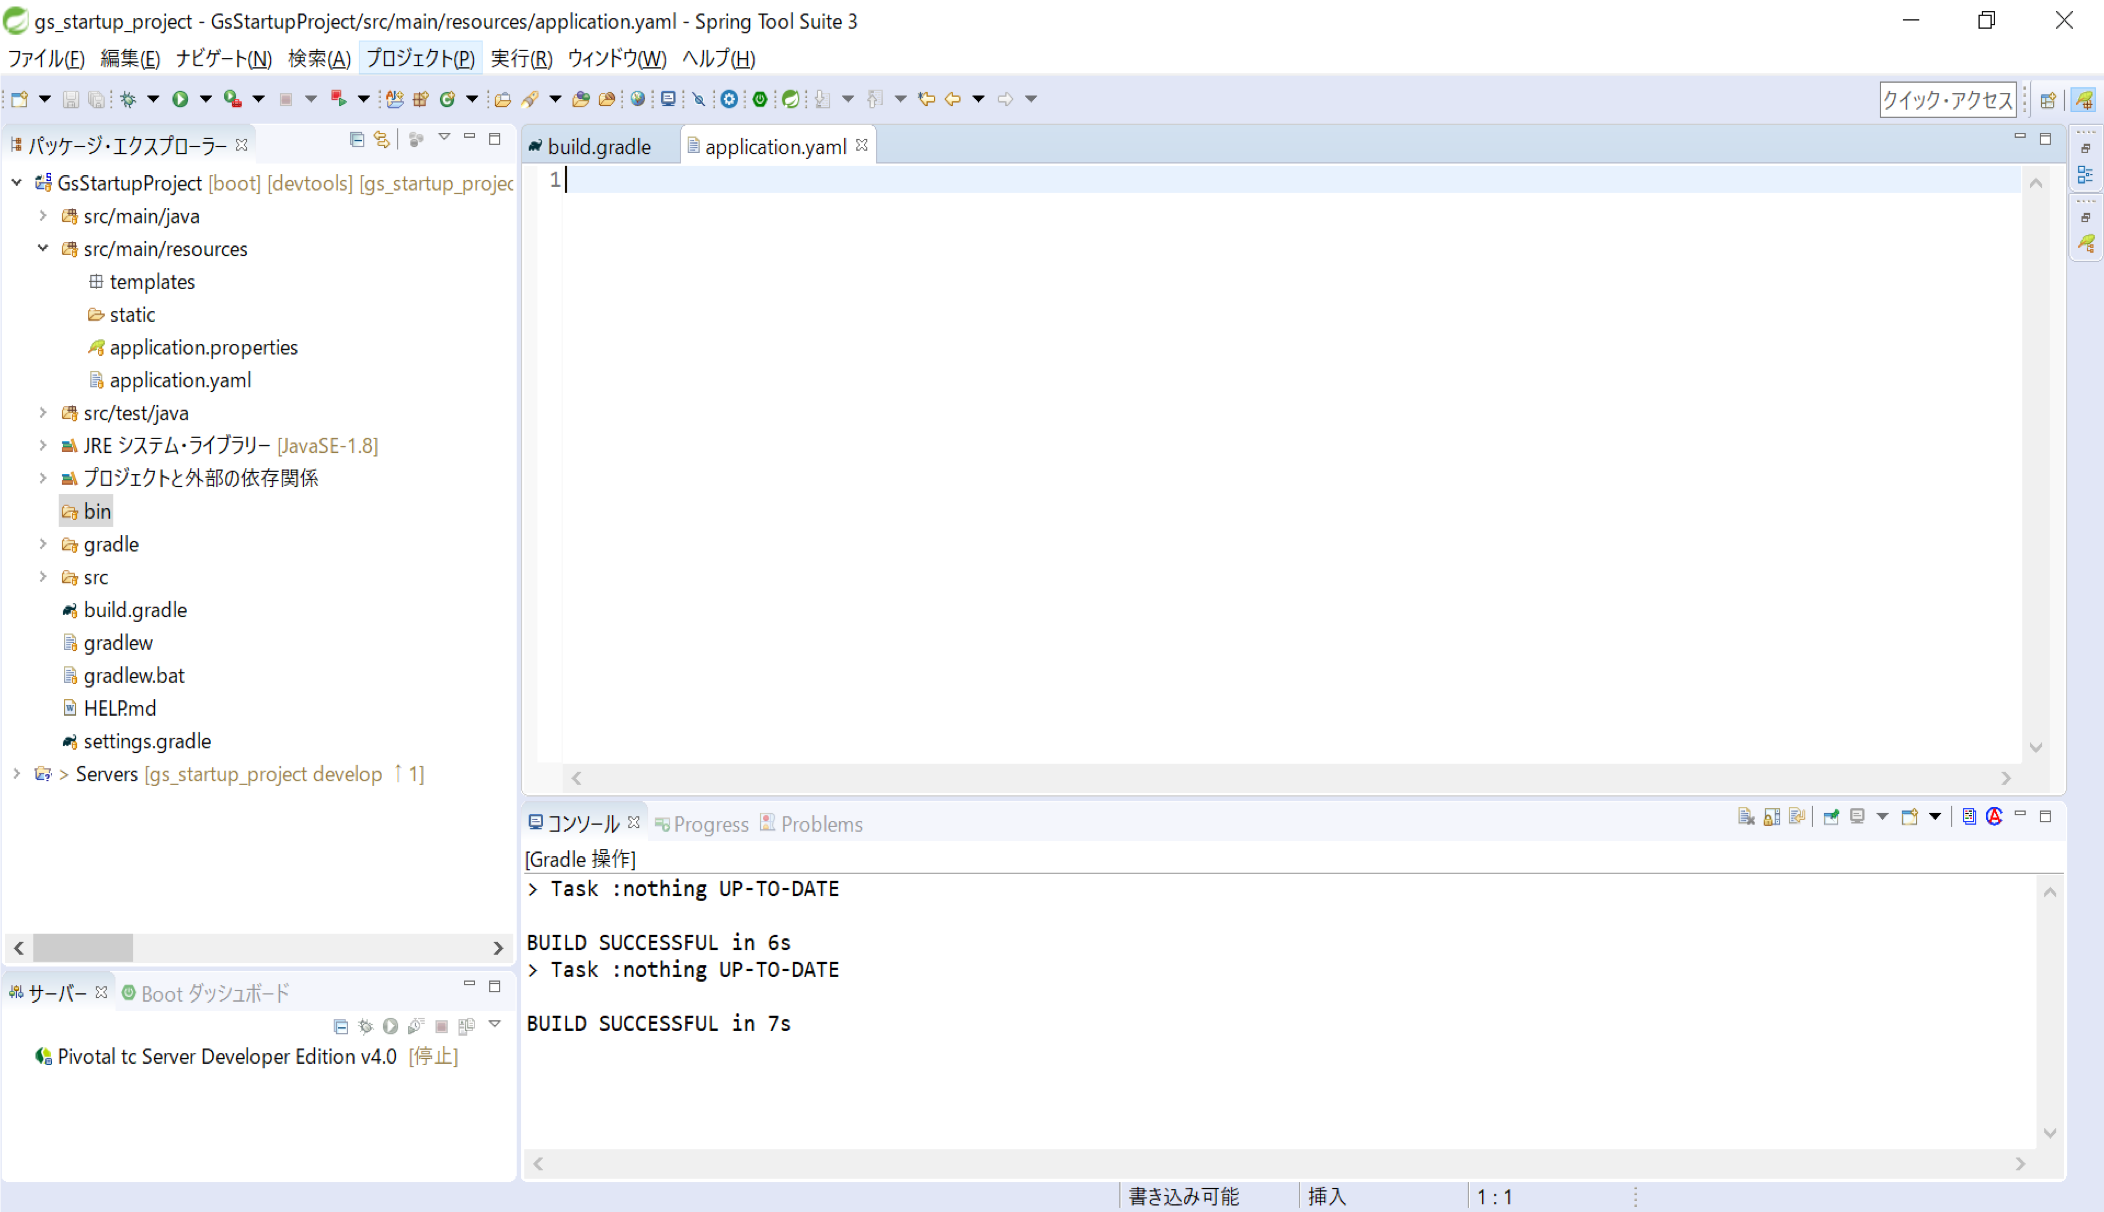 gs_startup_project - GsStartupProject/src/main/resources/application.yaml - Spring Tool Suite 3
ファイル(F) 編集(E) ナビゲート(N) 検索(A) プロジェクト(P) 実行(R) ウィンドウ(W) ヘルプ(H)
クイック・アクセス
パッケージ・エクスプローラー
GsStartupProject [boot] [devtools] [gs_startup_projec
src/main/java
src/main/resources
templates
static
application.properties
application.yaml
src/test/java
JRE システム・ライブラリー [JavaSE-1.8]
プロジェクトと外部の依存関係
bin
gradle
src
build.gradle
gradlew
gradlew.bat
HELP.md
settings.gradle
> Servers [gs_startup_project develop ↑1]
build.gradle
application.yaml
1
サーバー
Boot ダッシュボード
Pivotal tc Server Developer Edition v4.0 [停止]
コンソール
Progress
Problems
[Gradle 操作]
> Task :nothing UP-TO-DATE
BUILD SUCCESSFUL in 6s
> Task :nothing UP-TO-DATE
BUILD SUCCESSFUL in 7s
書き込み可能
挿入
1 : 1